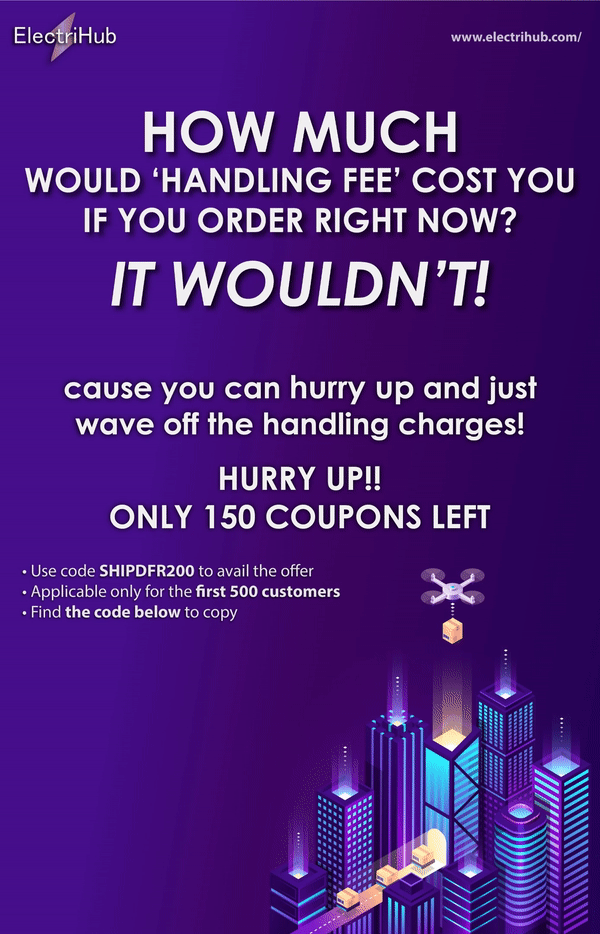 ElectriHub
www.electrihub.com/
HOW MUCH
WOULD ‘HANDLING FEE’ COST YOU
IF YOU ORDER RIGHT NOW?
IT WOULDN’T!
cause you can hurry up and just
wave off the handling charges!
HURRY UP!!
ONLY 150 COUPONS LEFT
• Use code SHIPDFR200 to avail the offer
• Applicable only for the first 500 customers
• Find the code below to copy